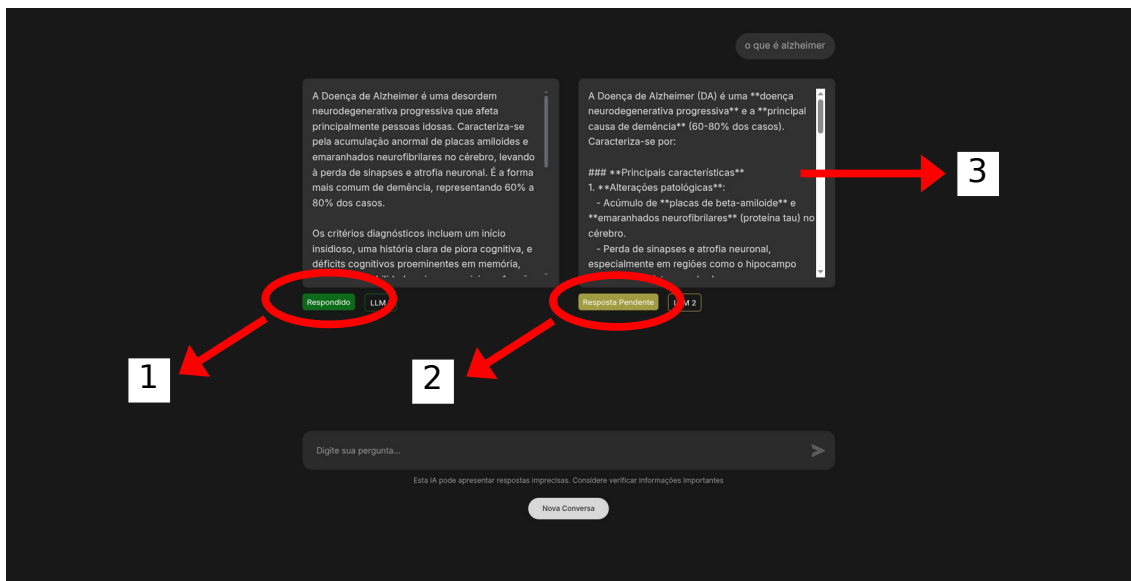 o que é alzheimer
A Doença de Alzheimer é uma desordem
neurodegenerativa progressiva que afeta
principalmente pessoas idosas. Caracteriza-se
pela acumulação anormal de placas amiloides e
emaranhados neurofibrilares no cérebro, levando
à perda de sinapses e atrofia neuronal. É a forma
mais comum de demência, representando 60% a
80% dos casos.
Os critérios diagnósticos incluem um início
insidioso, uma história clara de piora cognitiva, e
déficits cognitivos proeminentes em memória,
Respondido
LLM
A Doença de Alzheimer (DA) é uma **doença
neurodegenerativa progressiva** e a **principal
causa de demência** (60-80% dos casos).
Caracteriza-se por:
### **Principais características**
1. **Alterações patológicas**:
- Acúmulo de **placas de beta-amiloide** e
**emaranhados neurofibrilares** (proteína tau) no
cérebro.
- Perda de sinapses e atrofia neuronal,
especialmente em regiões como o hipocampo
Resposta Pendente
LLM 2
1
2
3
Digite sua pergunta...
Esta IA pode apresentar respostas imprecisas. Considere verificar informações importantes
Nova Conversa